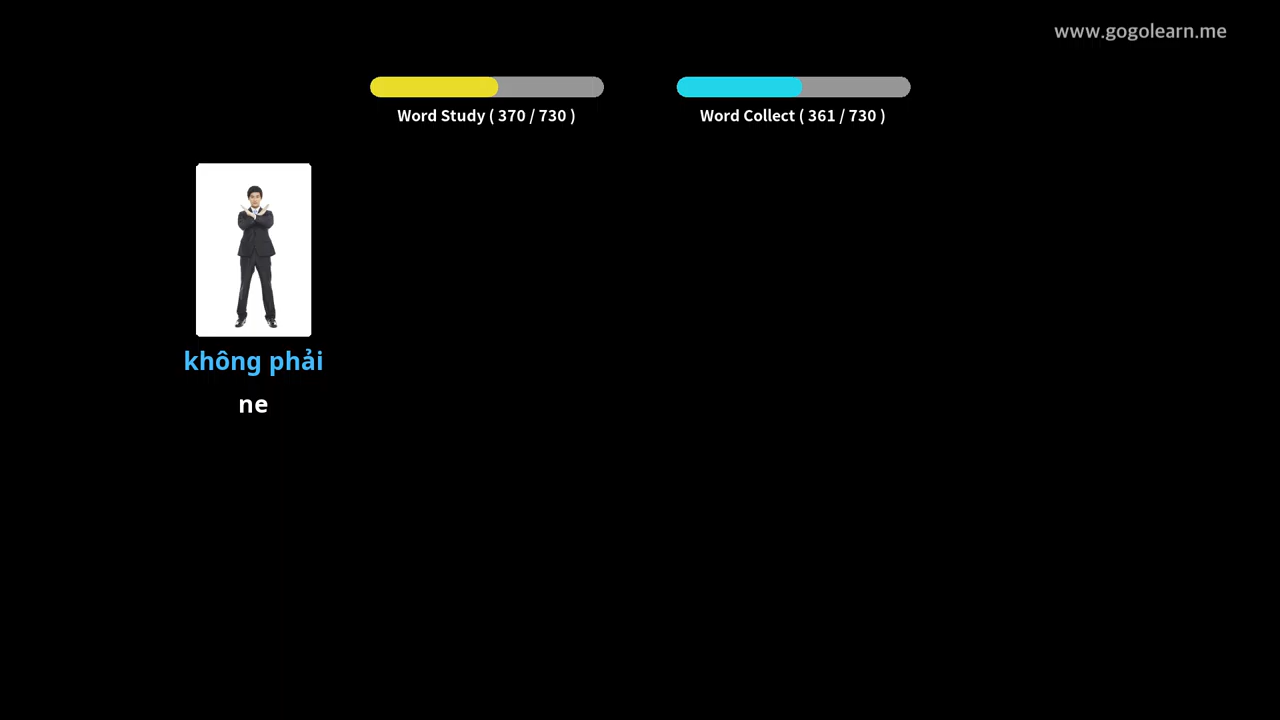 www.gogolearn.me
Word Study ( 370 / 730 )
Word Collect ( 361 / 730 )
không phải
ne